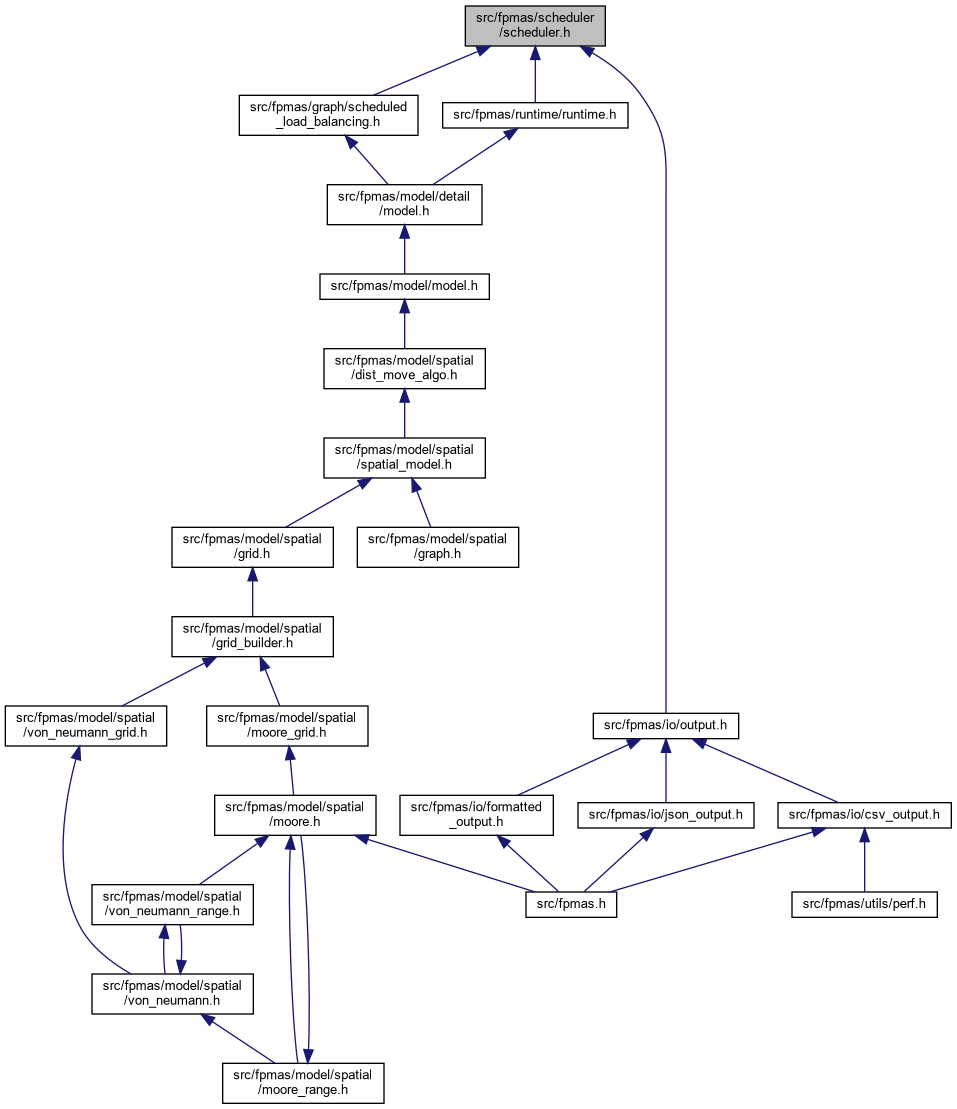 src/fpmas/scheduler
/scheduler.h
src/fpmas/graph/scheduled
_load_balancing.h
src/fpmas/runtime/runtime.h
src/fpmas/model/detail
/model.h
src/fpmas/model/model.h
src/fpmas/model/spatial
/dist_move_algo.h
src/fpmas/model/spatial
/spatial_model.h
src/fpmas/model/spatial
/grid.h
src/fpmas/model/spatial
/graph.h
src/fpmas/model/spatial
/grid_builder.h
src/fpmas/model/spatial
/von_neumann_grid.h
src/fpmas/model/spatial
/moore_grid.h
src/fpmas/io/output.h
src/fpmas/model/spatial
/moore.h
src/fpmas/io/formatted
_output.h
src/fpmas/io/json_output.h
src/fpmas/io/csv_output.h
src/fpmas/model/spatial
/von_neumann_range.h
src/fpmas.h
src/fpmas/utils/perf.h
src/fpmas/model/spatial
/von_neumann.h
src/fpmas/model/spatial
/moore_range.h